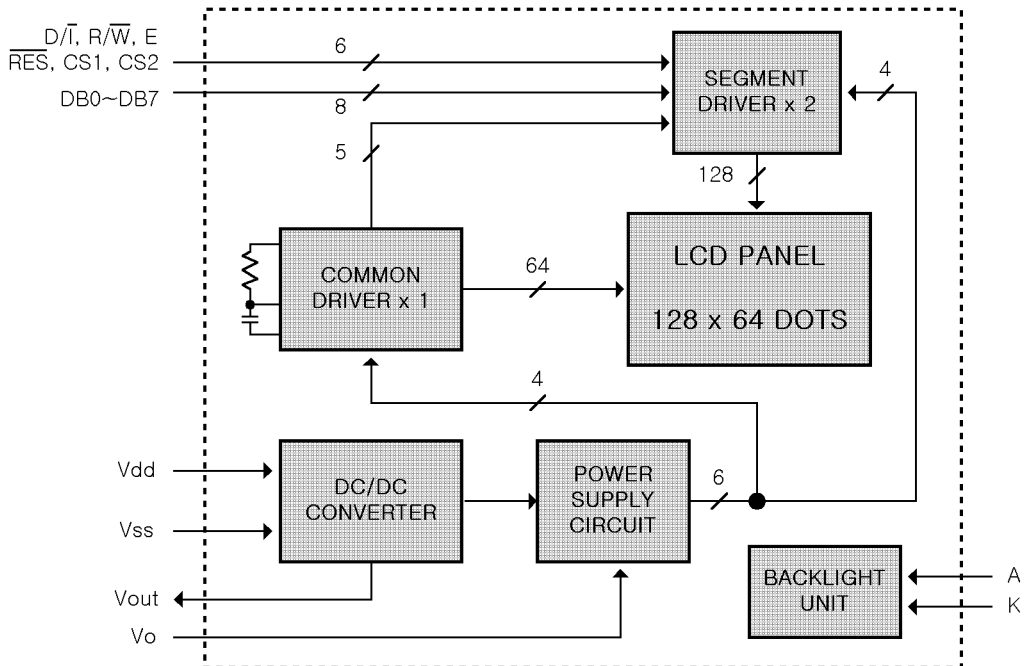 D/I̅, R/W̅, E
6
R̅E̅S̅, CS1, CS2
DB0~DB7
8
5
SEGMENT
DRIVER x 2
4
128
COMMON
DRIVER x 1
64
LCD PANEL
128 x 64 DOTS
4
Vdd
Vss
DC/DC
CONVERTER
POWER
SUPPLY
CIRCUIT
6
Vout
Vo
BACKLIGHT
UNIT
A
K